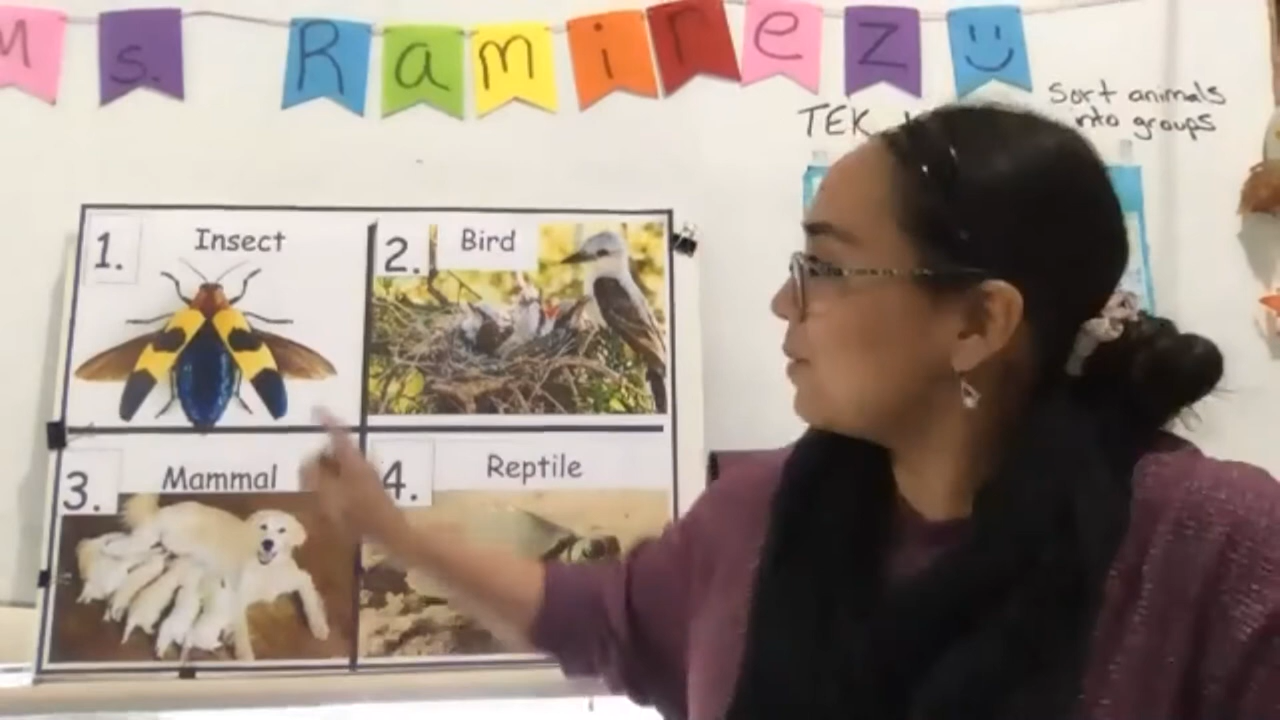 Ms. Ramirez
Sort animals
into groups
TEK
1. Insect
2. Bird
3. Mammal
4. Reptile